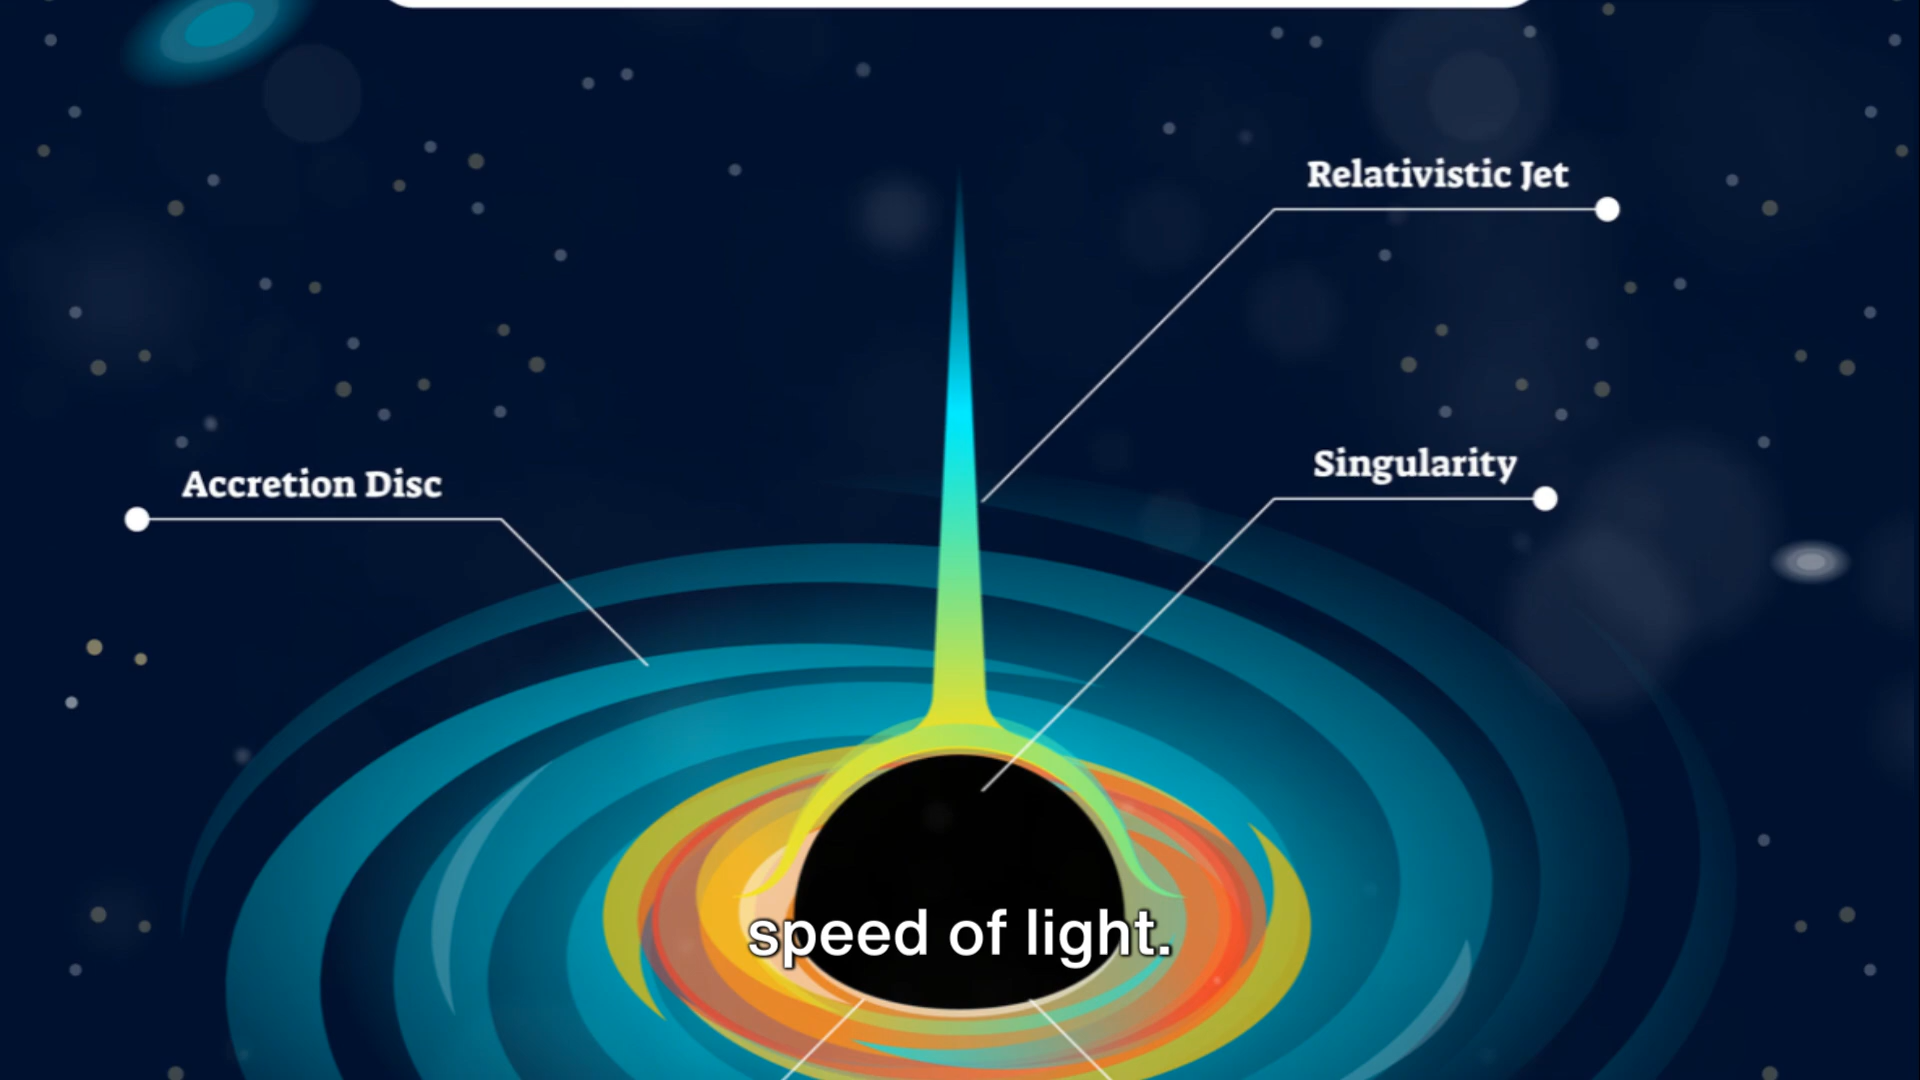 Relativistic Jet
Singularity
Accretion Disc
speed of light.